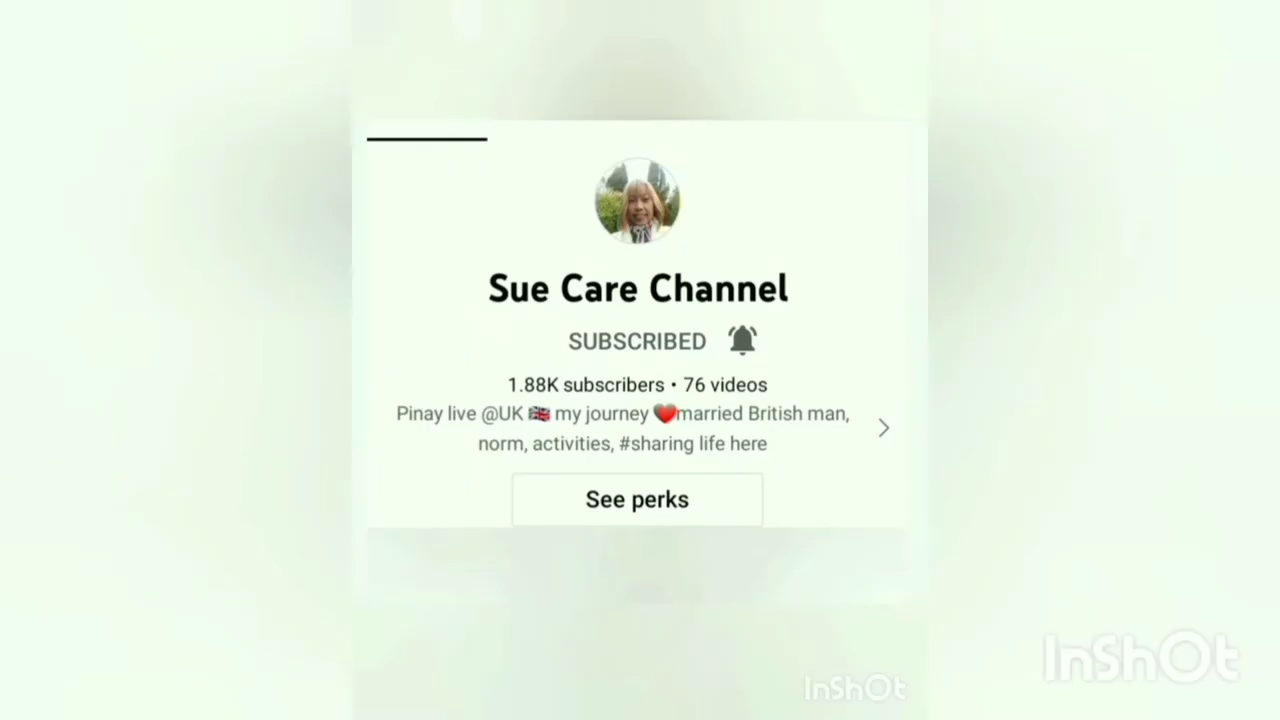 Sue Care Channel
SUBSCRIBED
1.88K subscribers • 76 videos
Pinay live @UK 🇬🇧 my journey ❤️married British man,
norm, activities, #sharing life here
See perks
InShOt
InShOt